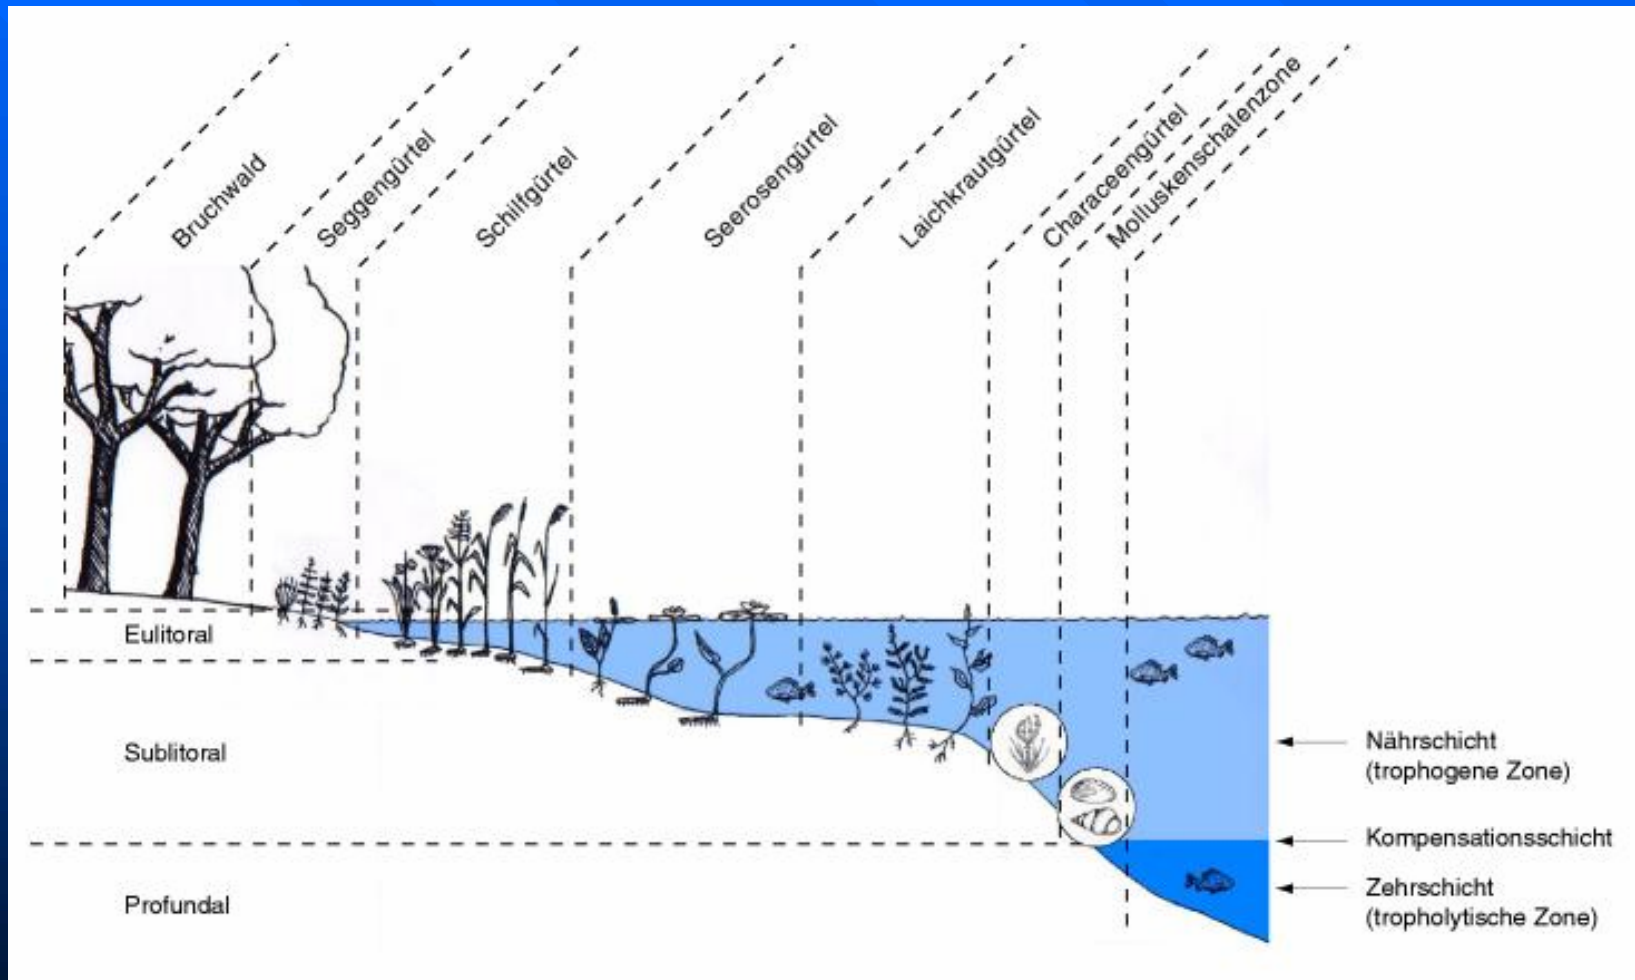 Bruchwald
Seggengürtel
Schilfgürtel
Seerosengürtel
Laichkrautgürtel
Characeengürtel
Molluskenschalenzone
Eulitoral
Sublitoral
Profundal
Nährschicht
(trophogene Zone)
Kompensationsschicht
Zehrschicht
(tropholytische Zone)